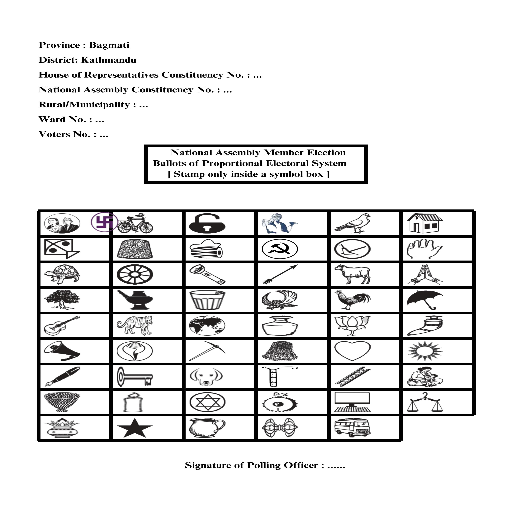 Province : Bagmati
District: Kathmandu
House of Representatives Constituency No. : ...
National Assembly Constituency No. : ...
Rural/Municipality : ...
Ward No. : ...
Voters No. : ...
National Assembly Member Election
Ballots of Proportional Electoral System
[ Stamp only inside a symbol box ]
Signature of Polling Officer : ......